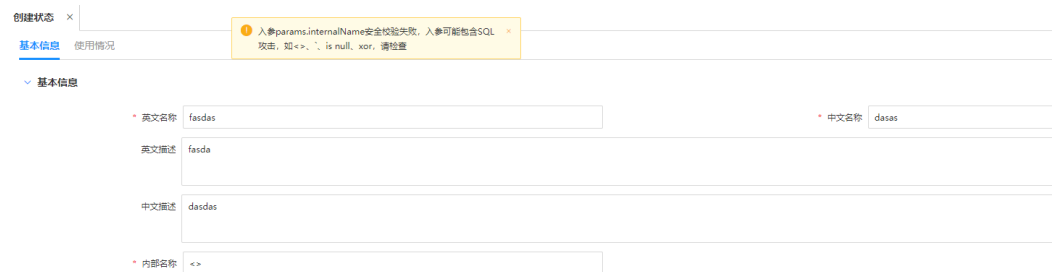 创建状态 ×
入参params.internalName安全校验失败，入参可能包含SQL ×
攻击，如<>、`、is null、xor，请检查
基本信息 使用情况
基本信息
* 英文名称 fasdas * 中文名称 dasas
英文描述 fasda
中文描述 dasdas
* 内部名称 <>